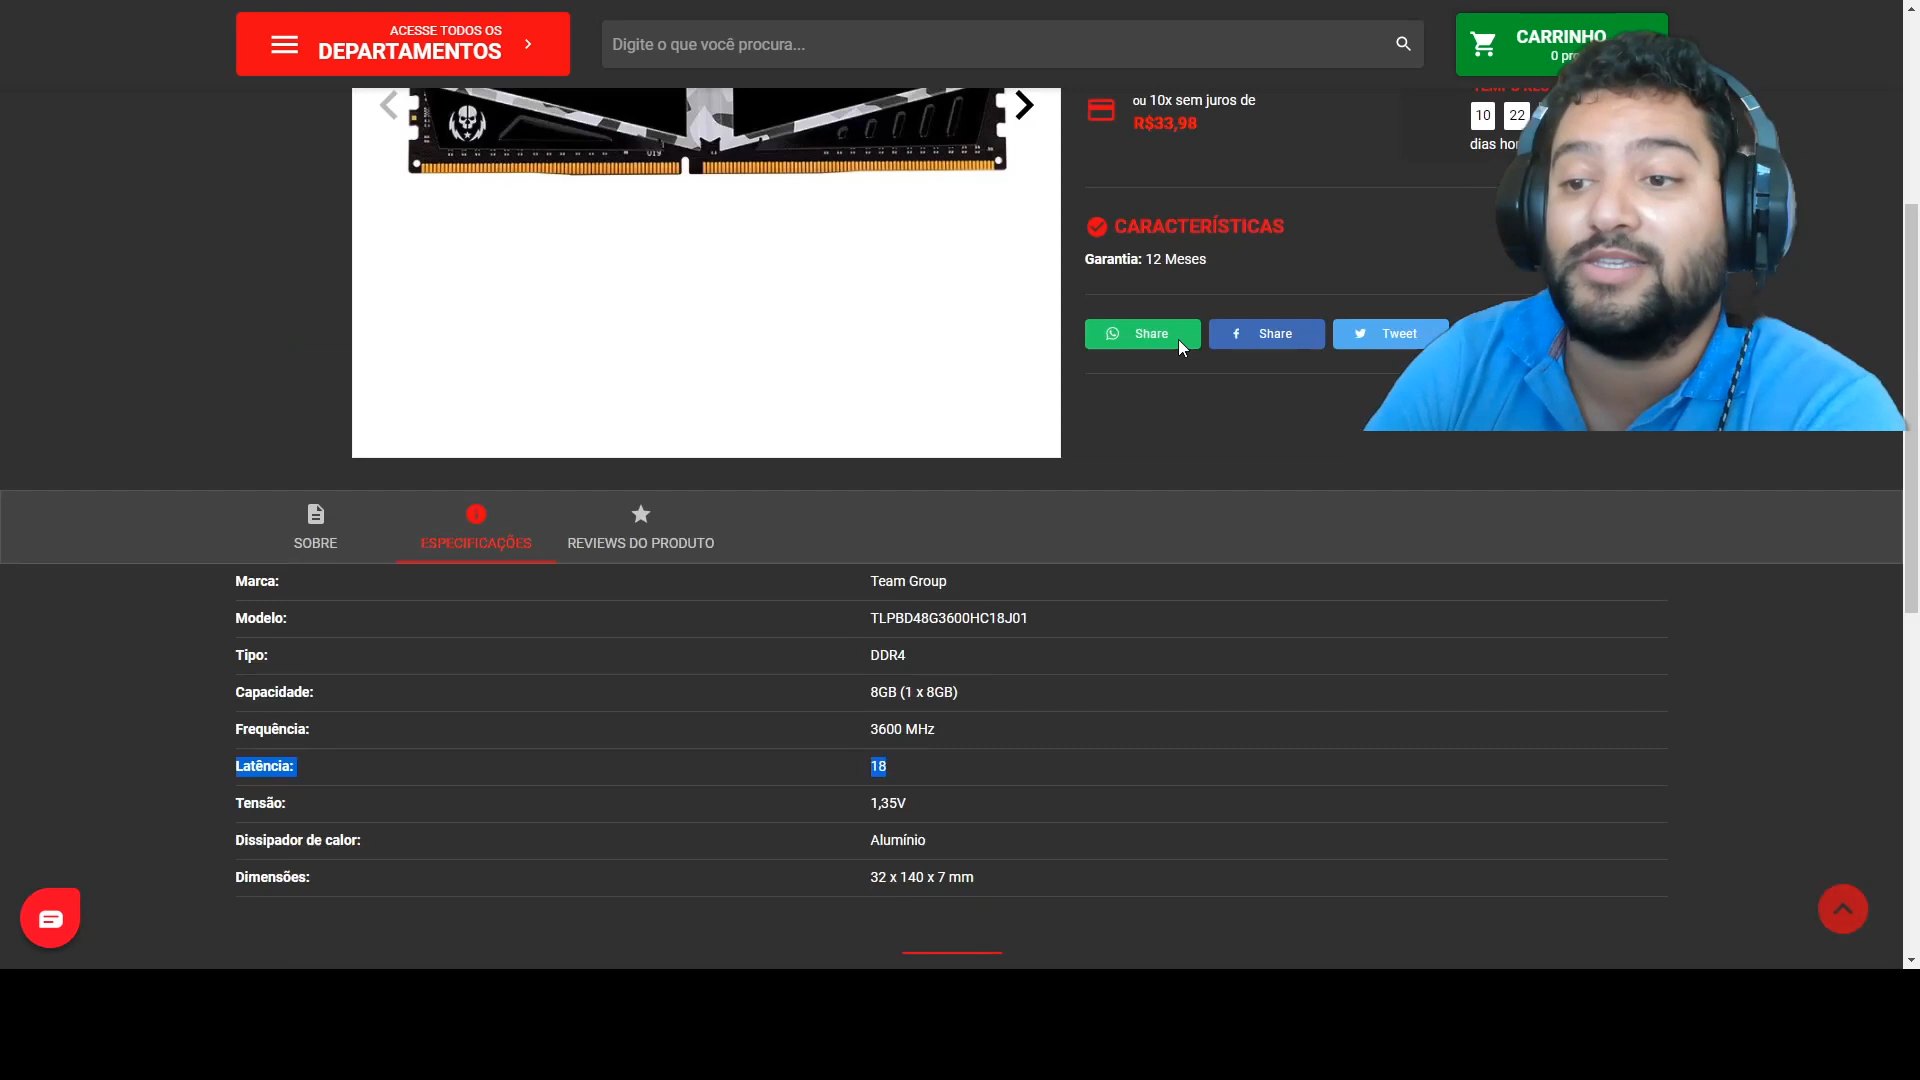 ACESSE TODOS OS
DEPARTAMENTOS
Digite o que você procura...
CARRINHO
0
ou 10x sem juros de
R$33,98
10 22
dias
CARACTERÍSTICAS
Garantia: 12 Meses
Share
Share
Tweet
SOBRE
ESPECIFICAÇÕES
REVIEWS DO PRODUTO
Marca: Team Group
Modelo: TLPBD48G3600HC18J01
Tipo: DDR4
Capacidade: 8GB (1 x 8GB)
Frequência: 3600 MHz
Latência: 18
Tensão: 1,35V
Dissipador de calor: Alumínio
Dimensões: 32 x 140 x 7 mm